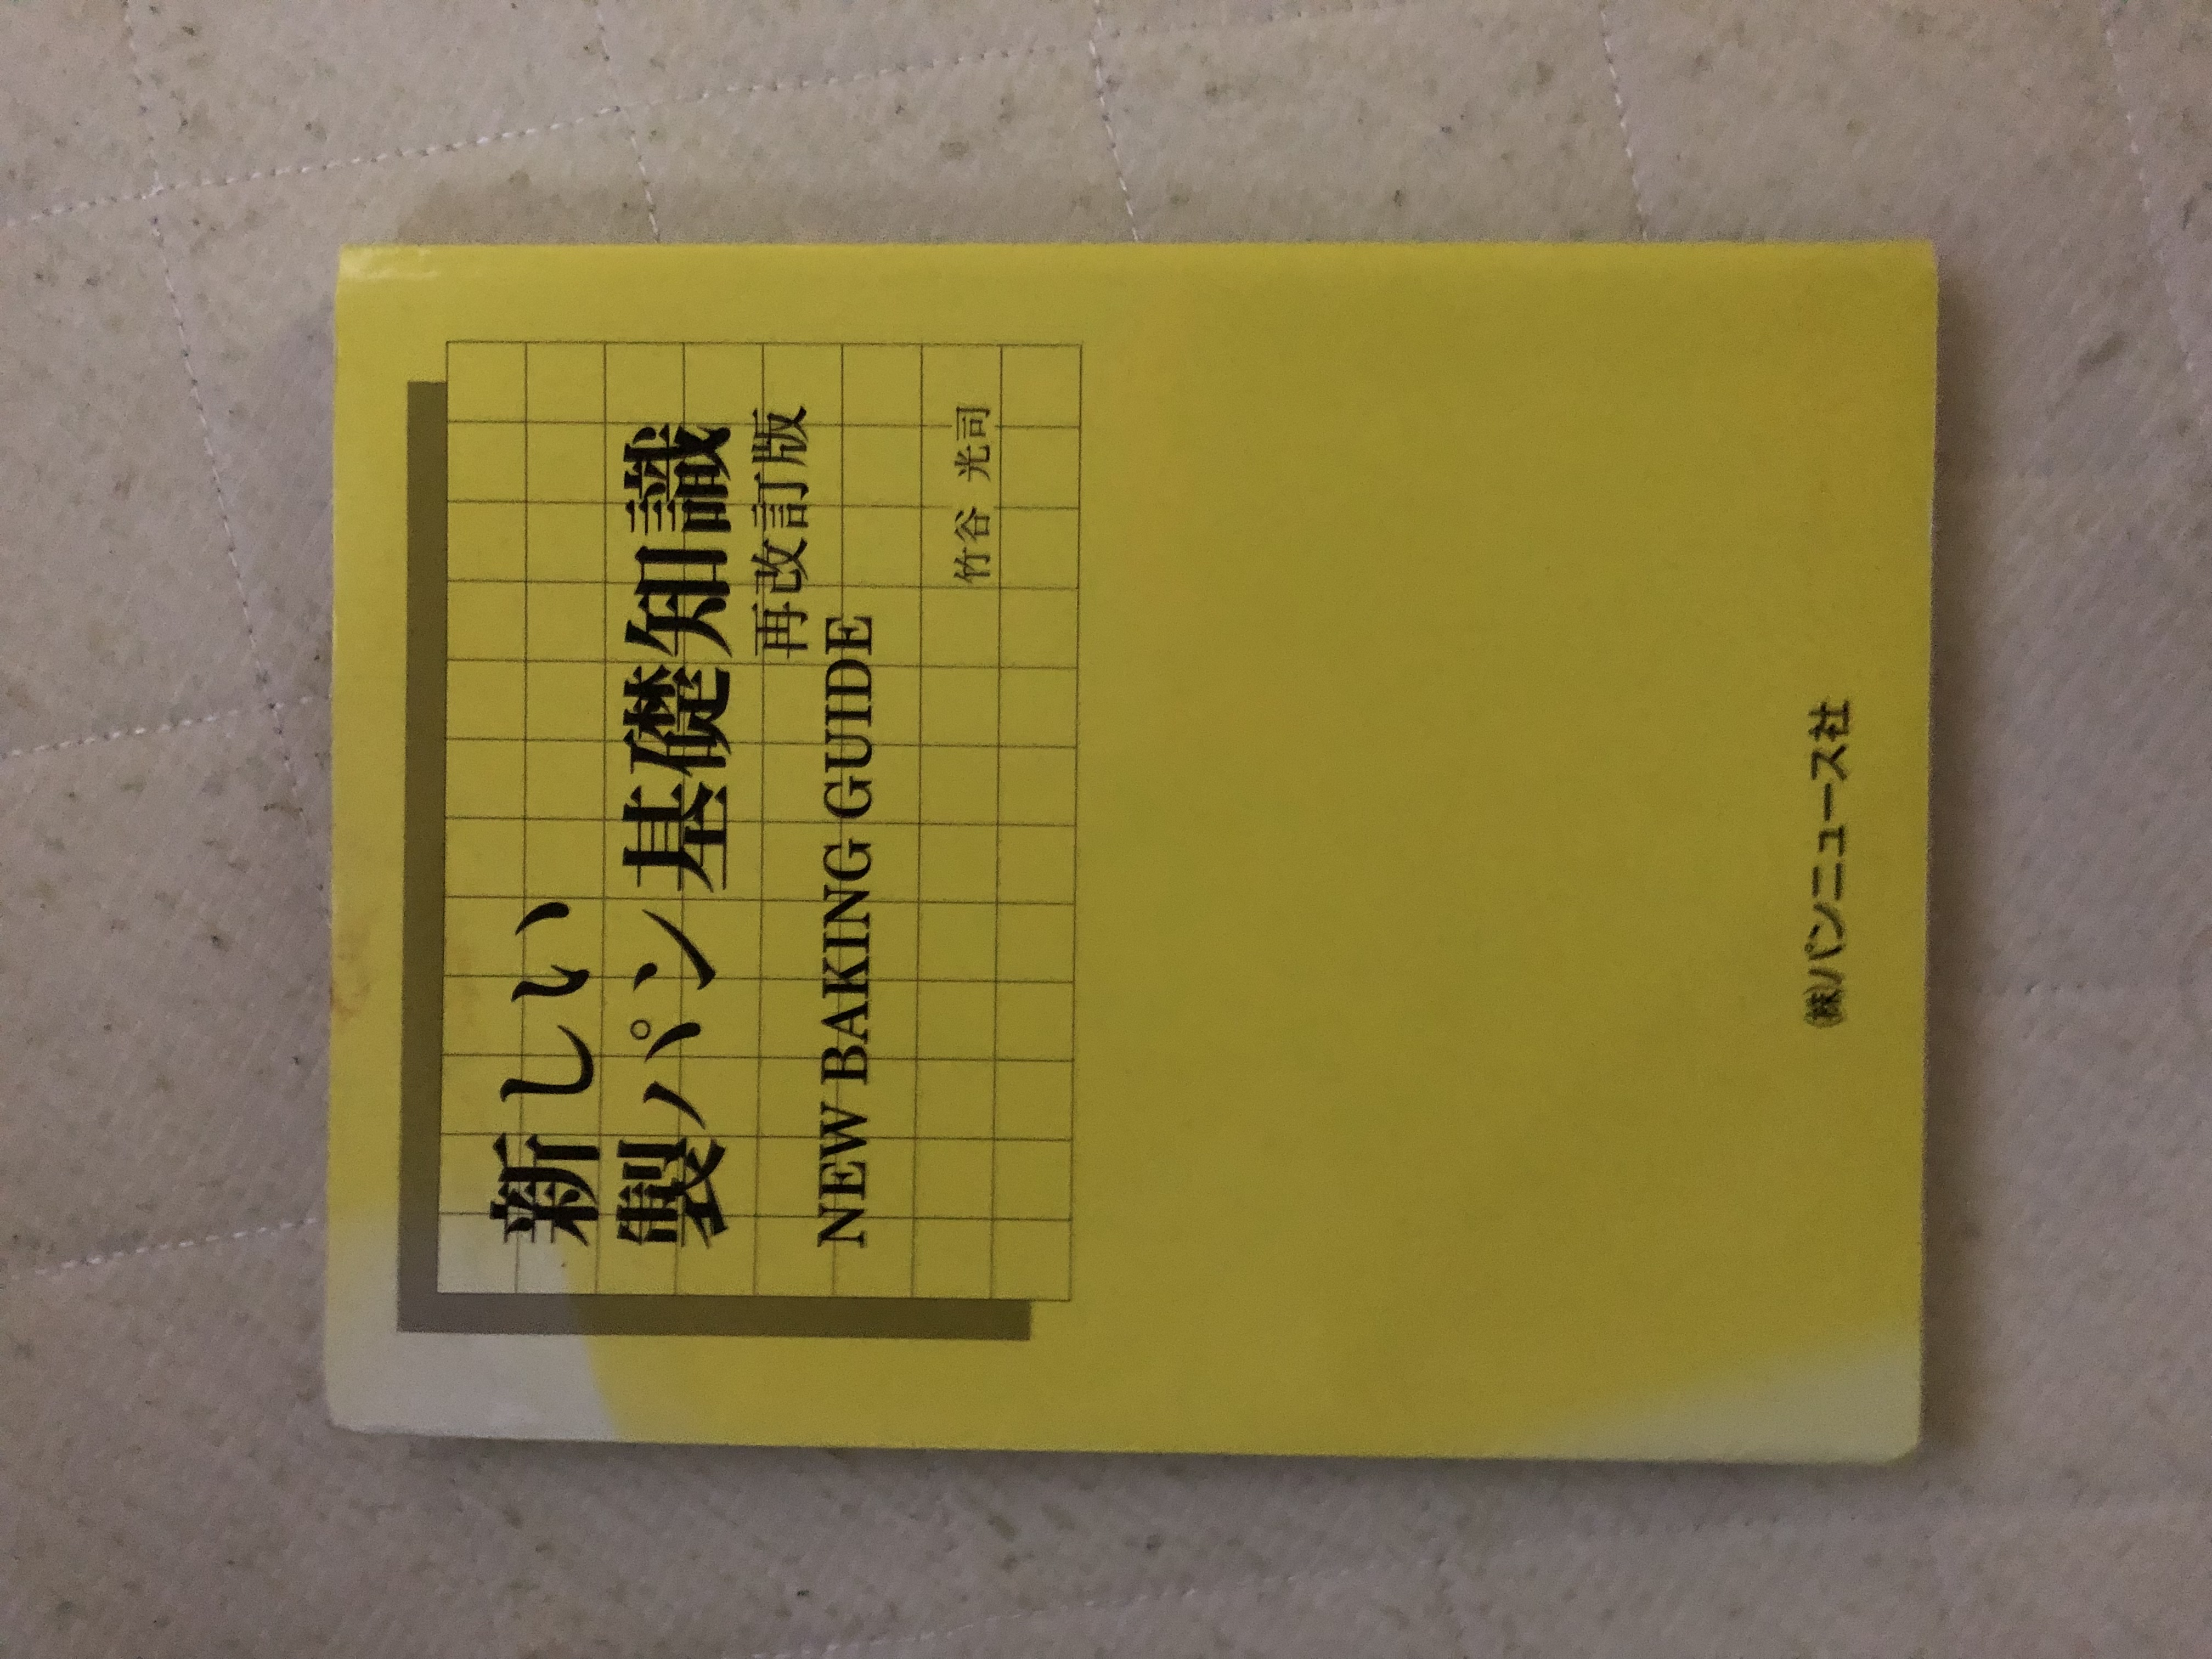 新しい
製パン基礎知識
再改訂版
NEW BAKING GUIDE
竹谷 光司
㈱パンニュース社